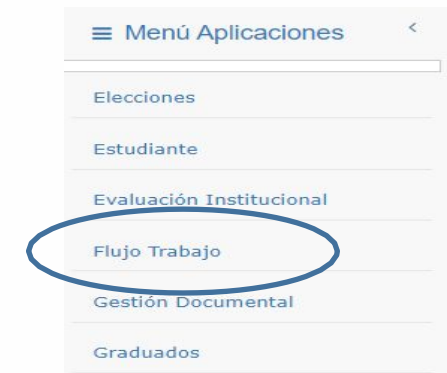 ≡ Menú Aplicaciones <
Elecciones
Estudiante
Evaluación Institucional
Flujo Trabajo
Gestión Documental
Graduados